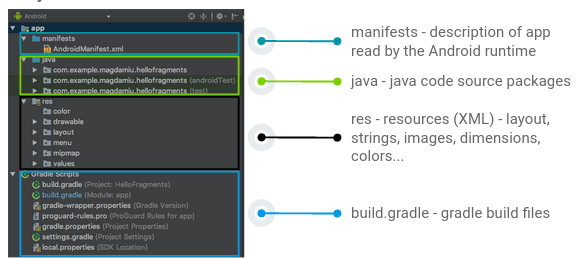 Android
app
manifests
AndroidManifest.xml
java
com.example.magdamiu.hellofragments
com.example.magdamiu.hellofragments (androidTest)
com.example.magdamiu.hellofragments (test)
res
color
drawable
layout
menu
mipmap
values
Gradle Scripts
build.gradle (Project: HelloFragments)
build.gradle (Module: app)
gradle-wrapper.properties (Gradle Version)
proguard-rules.pro (ProGuard Rules for app)
gradle.properties (Project Properties)
settings.gradle (Project Settings)
local.properties (SDK Location)
manifests - description of app
read by the Android runtime
java - java code source packages
res - resources (XML) - layout,
strings, images, dimensions,
colors...
build.gradle - gradle build files